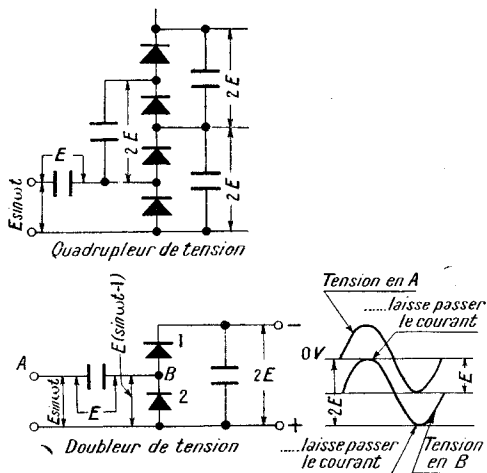 E
2E
2E
2E
E sin ωt
Quadrupleur de tension
A
E sin ωt
E
E(sin ωt-1)
B
1
2
2E
−
+
Doubleur de tension
Tension en A
......laisse passer
le courant
0V
2E
E
......laisse passer
le courant
Tension
en B